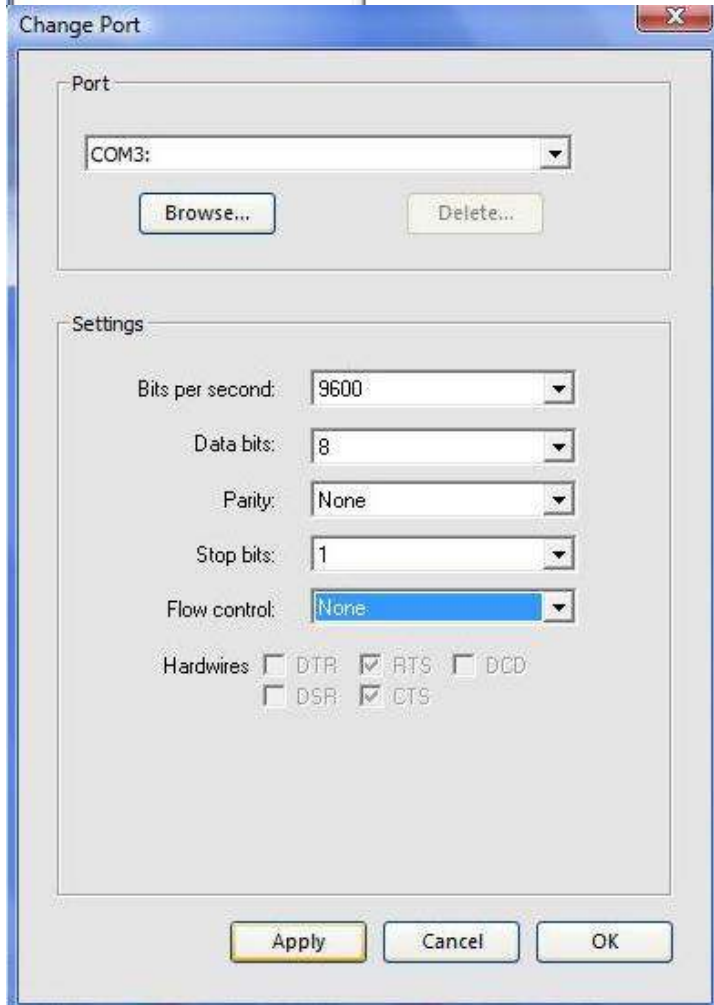 Change Port
Port
COM3:
Browse... Delete...
Settings
Bits per second: 9600
Data bits: 8
Parity: None
Stop bits: 1
Flow control: None
Hardwires DTR RTS DCD
DSR CTS
Apply Cancel OK